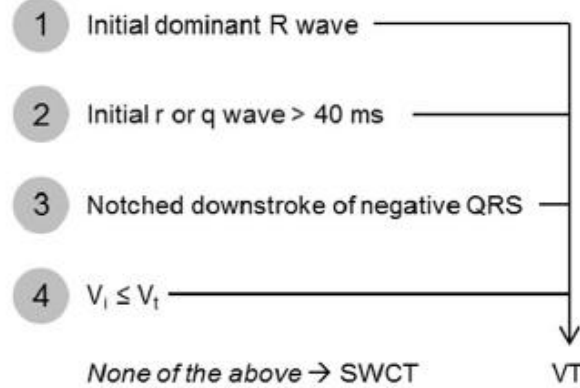 1 Initial dominant R wave
2 Initial r or q wave > 40 ms
3 Notched downstroke of negative QRS
4 Vᵢ ≤ Vₜ
None of the above → SWCT VT